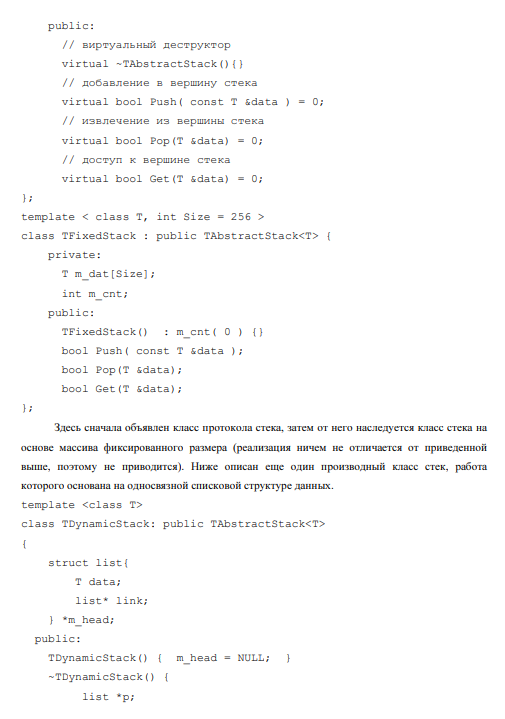 public:
// виртуальный деструктор
virtual ~TAbstractStack(){}
// добавление в вершину стека
virtual bool Push( const T &data ) = 0;
// извлечение из вершины стека
virtual bool Pop(T &data) = 0;
// доступ к вершине стека
virtual bool Get(T &data) = 0;
};
template < class T, int Size = 256 >
class TFixedStack : public TAbstractStack<T> {
private:
T m_dat[Size];
int m_cnt;
public:
TFixedStack()  : m_cnt( 0 ) {}
bool Push( const T &data );
bool Pop(T &data);
bool Get(T &data);
};
Здесь сначала объявлен класс протокола стека, затем от него наследуется класс стека на
основе массива фиксированного размера (реализация ничем не отличается от приведенной
выше, поэтому не приводится). Ниже описан еще один производный класс стек, работа
которого основана на односвязной списковой структуре данных.
template <class T>
class TDynamicStack: public TAbstractStack<T>
{
struct list{
T data;
list* link;
} *m_head;
public:
TDynamicStack() {  m_head = NULL;  }
~TDynamicStack() {
list *p;